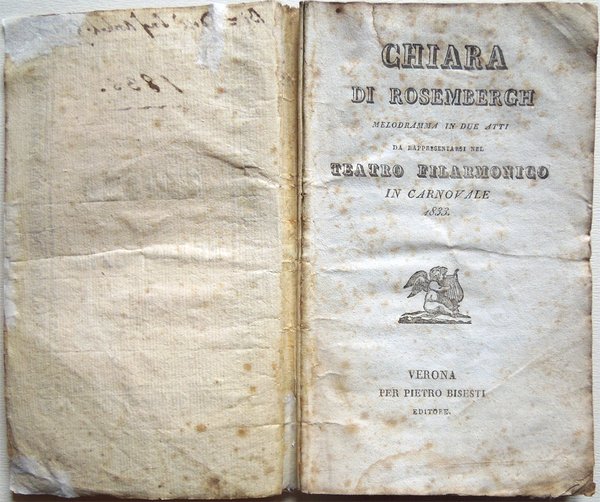 1833.
CHIARA
DI ROSEMBERGH
MELODRAMMA IN DUE ATTI
DA RAPPRESENTARSI NEL
TEATRO FILARMONICO
IN CARNOVALE
1833.
VERONA
PER PIETRO BISESTI
EDITORE.